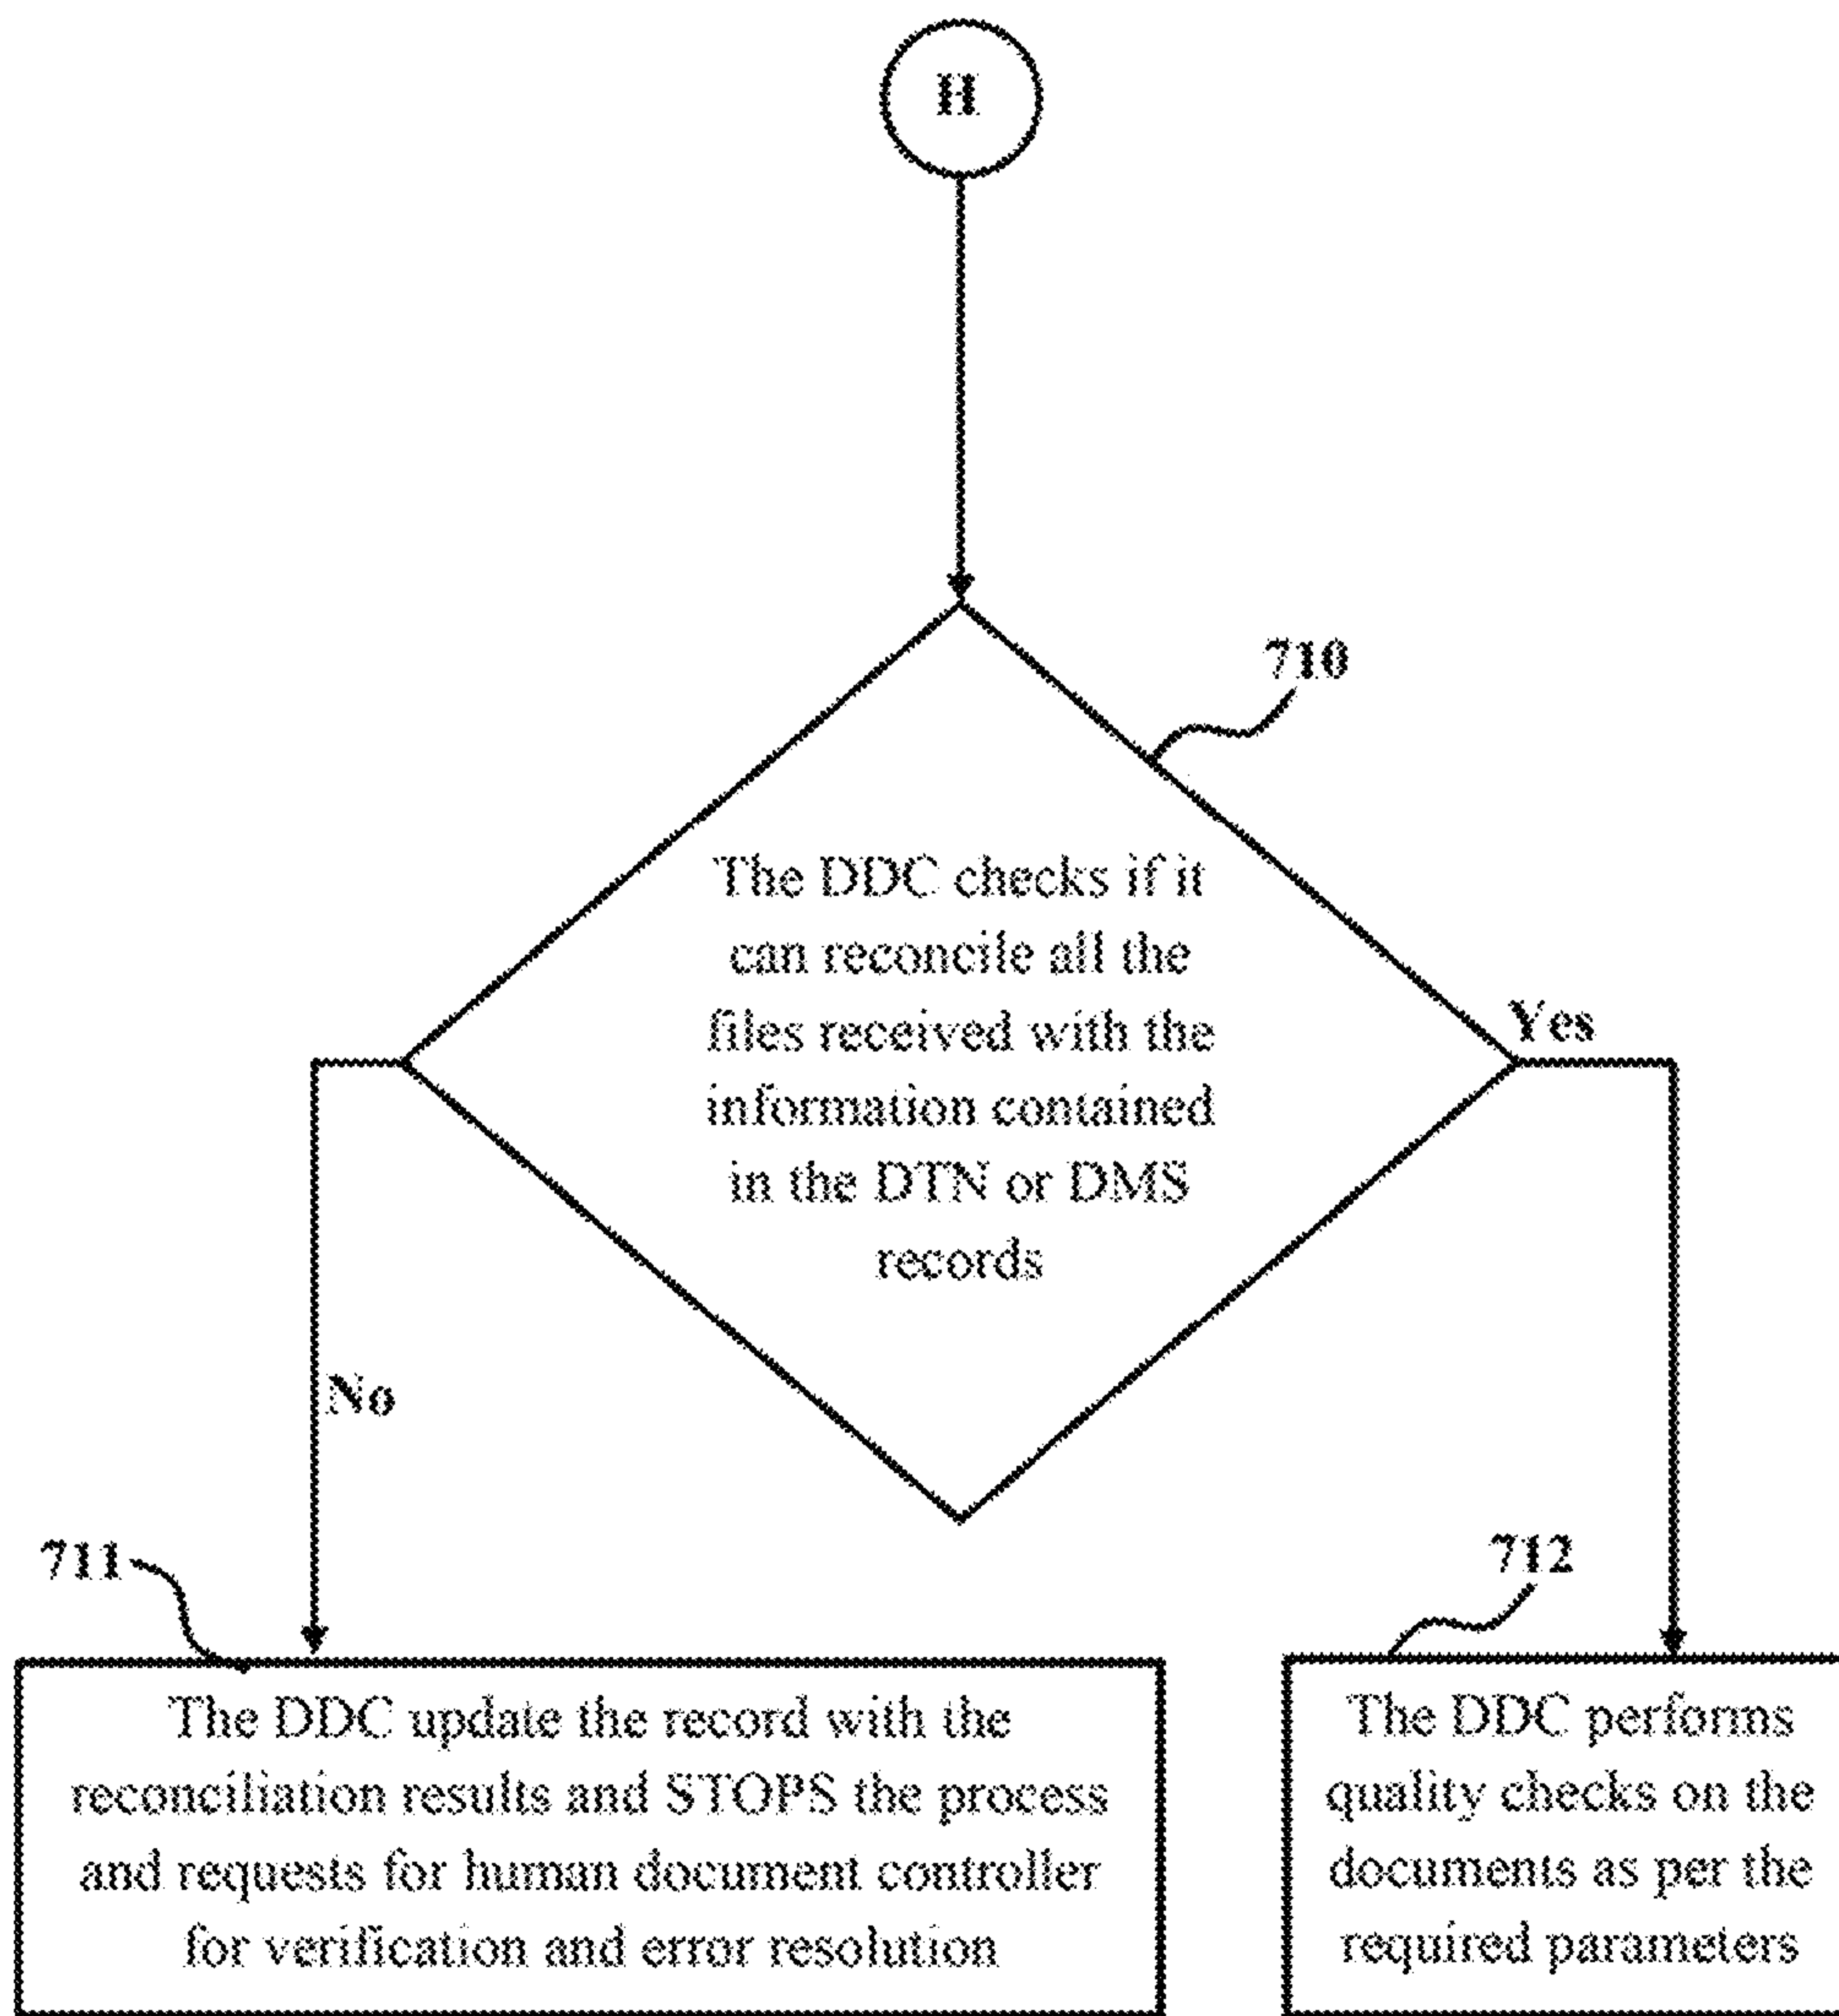 H
710
The DDC checks if it
can reconcile all the
files received with the
information contained
in the DTN or DMS
records
Yes
No
711
712
The DDC update the record with the
reconciliation results and STOPS the process
and requests for human document controller
for verification and error resolution
The DDC performs
quality checks on the
documents as per the
required parameters